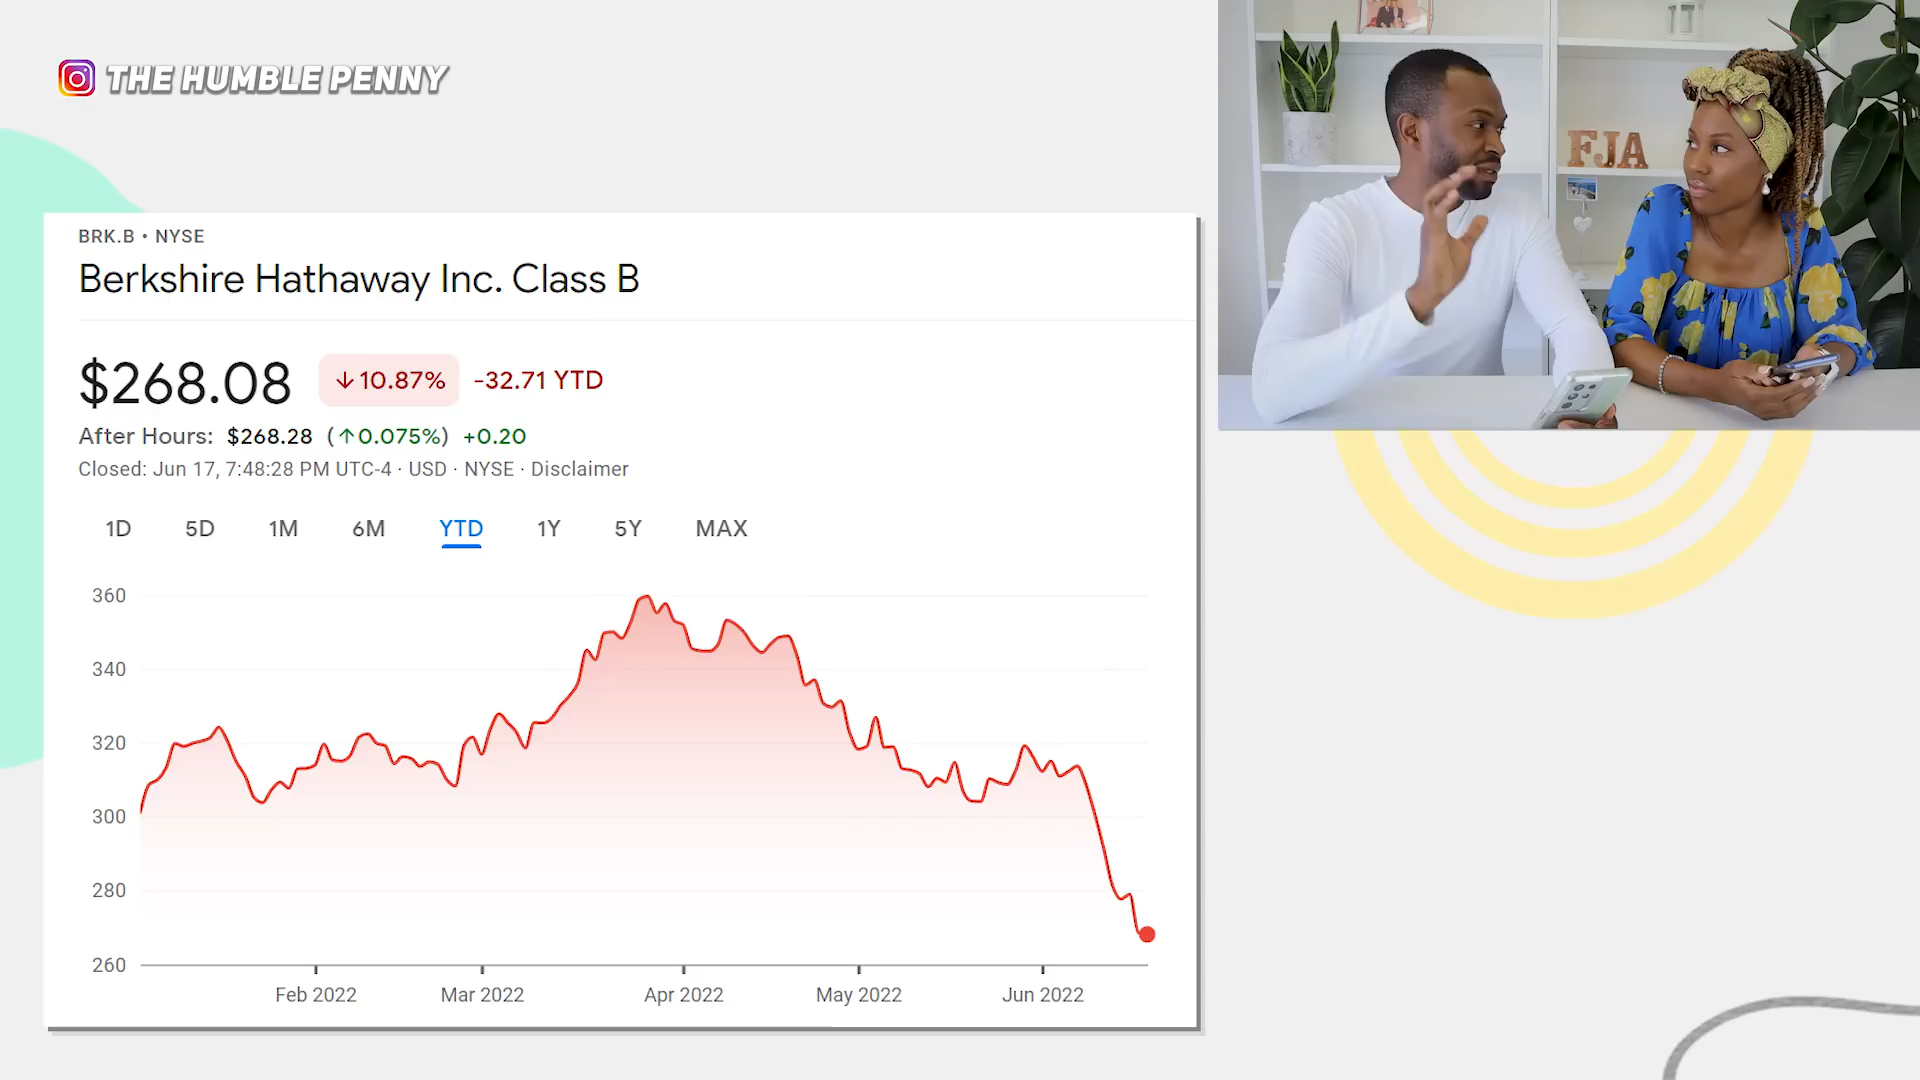 THE HUMBLE PENNY
BRK.B • NYSE
Berkshire Hathaway Inc. Class B
$268.08 ↓10.87% -32.71 YTD
After Hours: $268.28 (↑0.075%) +0.20
Closed: Jun 17, 7:48:28 PM UTC-4 · USD · NYSE · Disclaimer
1D 5D 1M 6M YTD 1Y 5Y MAX
360
340
320
300
280
260
Feb 2022 Mar 2022 Apr 2022 May 2022 Jun 2022
FJA